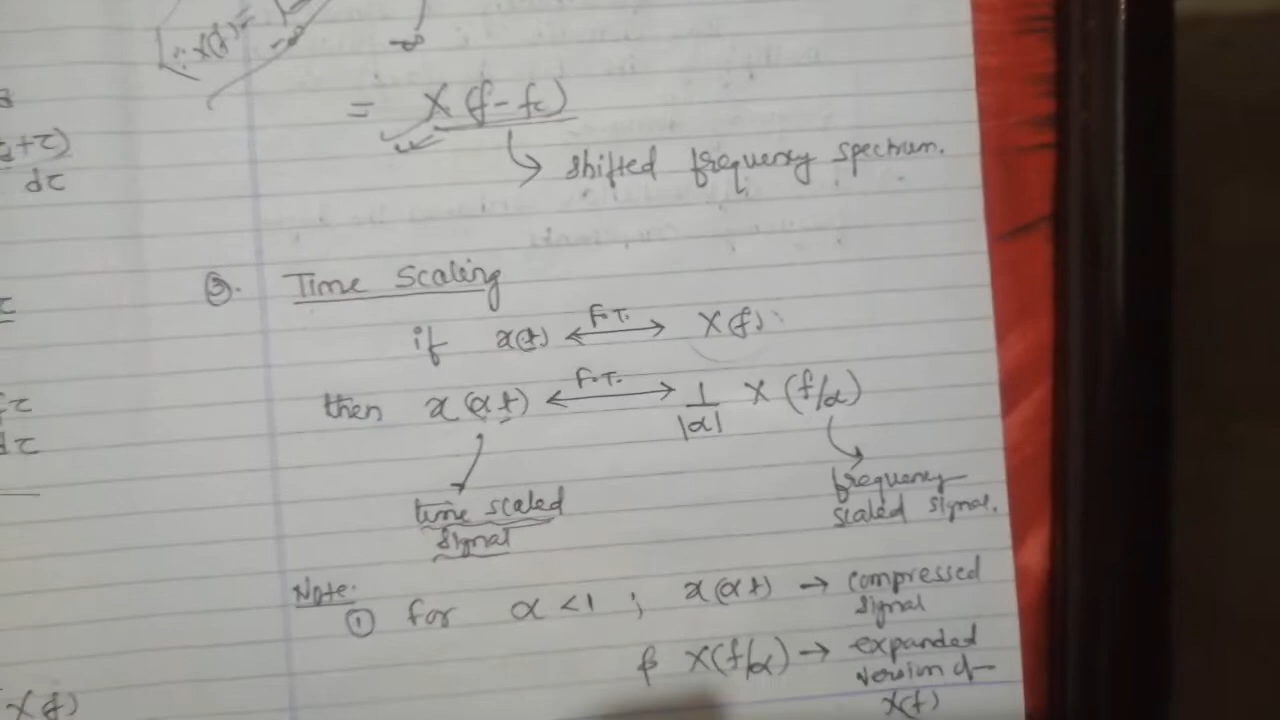 ∴ X(f) =
-∞
-∞
= X(f-fc)
→ shifted frequency spectrum.
③. Time Scaling
if x(t) <—F.T.—> X(f)
then x(αt) <—F.T.—> 1/|α| X(f/α)
time scaled
signal
frequency
scaled signal.
Note:
① for α<1 ; x(αt) → compressed
signal
& X(f/α) → expanded
version of
X(f)
dτ
X(f)